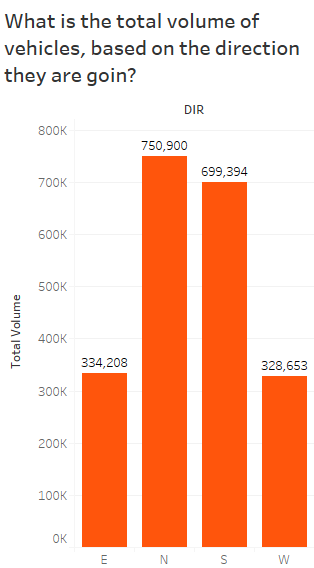 What is the total volume of
vehicles, based on the direction
they are goin?
DIR
800K
750,900
700K
699,394
600K
500K
Total Volume
400K
334,208
328,653
300K
200K
100K
0K
E N S W